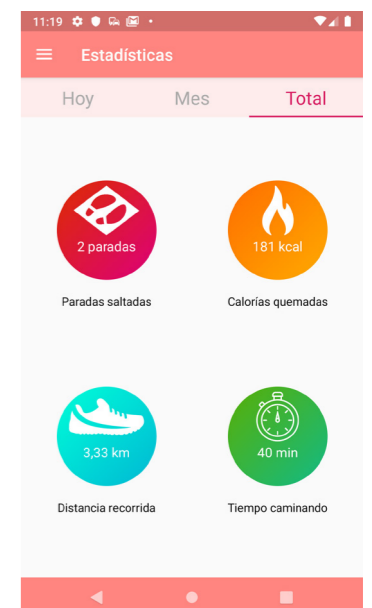 11:19
Estadísticas
Hoy Mes Total
2 paradas 181 kcal
Paradas saltadas Calorías quemadas
3,33 km 40 min
Distancia recorrida Tiempo caminando